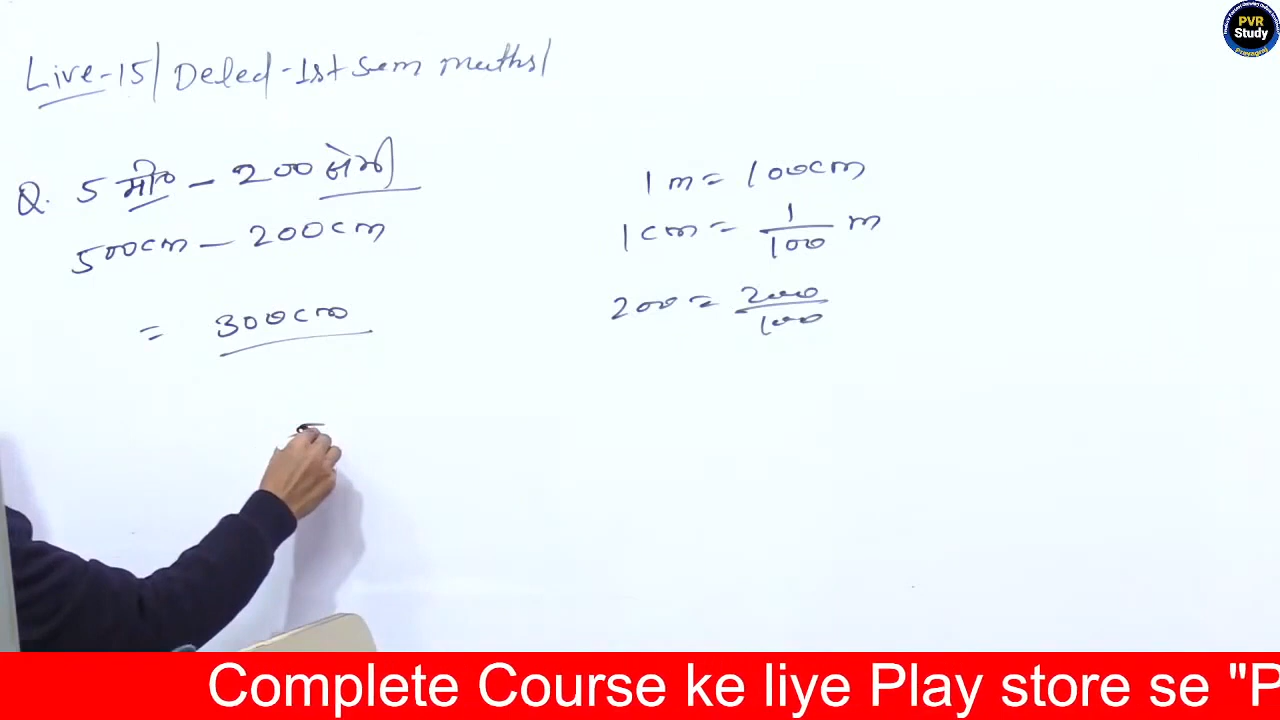 Live-15/ Deled-1st Sem maths/
Q. 5 मी० - 200 सेमी
500cm - 200cm
= 300cm
1 m = 100cm
1 cm = 1/100 m
200 = 200/100
PVR
Study
Prayagraj
Complete Course ke liye Play store se "P